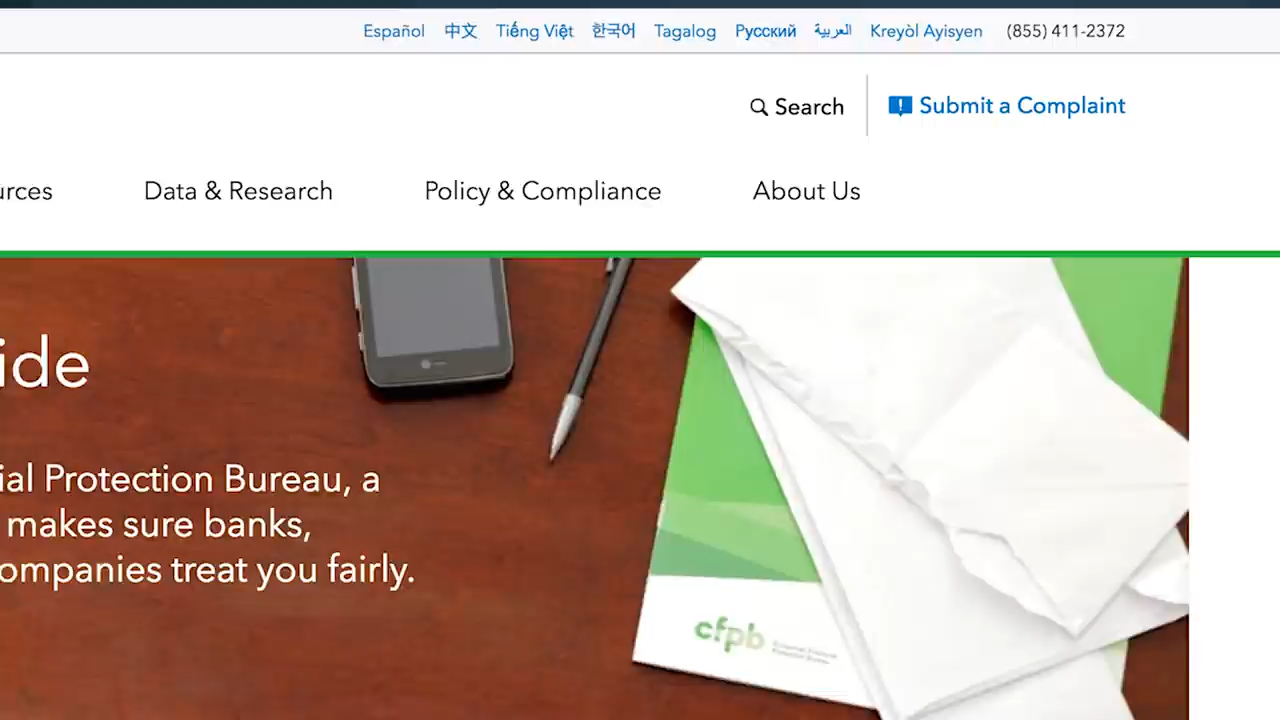 Español 中文 Tiếng Việt 한국어 Tagalog Русский العربية Kreyòl Ayisyen (855) 411-2372
Search Submit a Complaint
urces Data & Research Policy & Compliance About Us
ide
ial Protection Bureau, a
makes sure banks,
ompanies treat you fairly.
cfpb